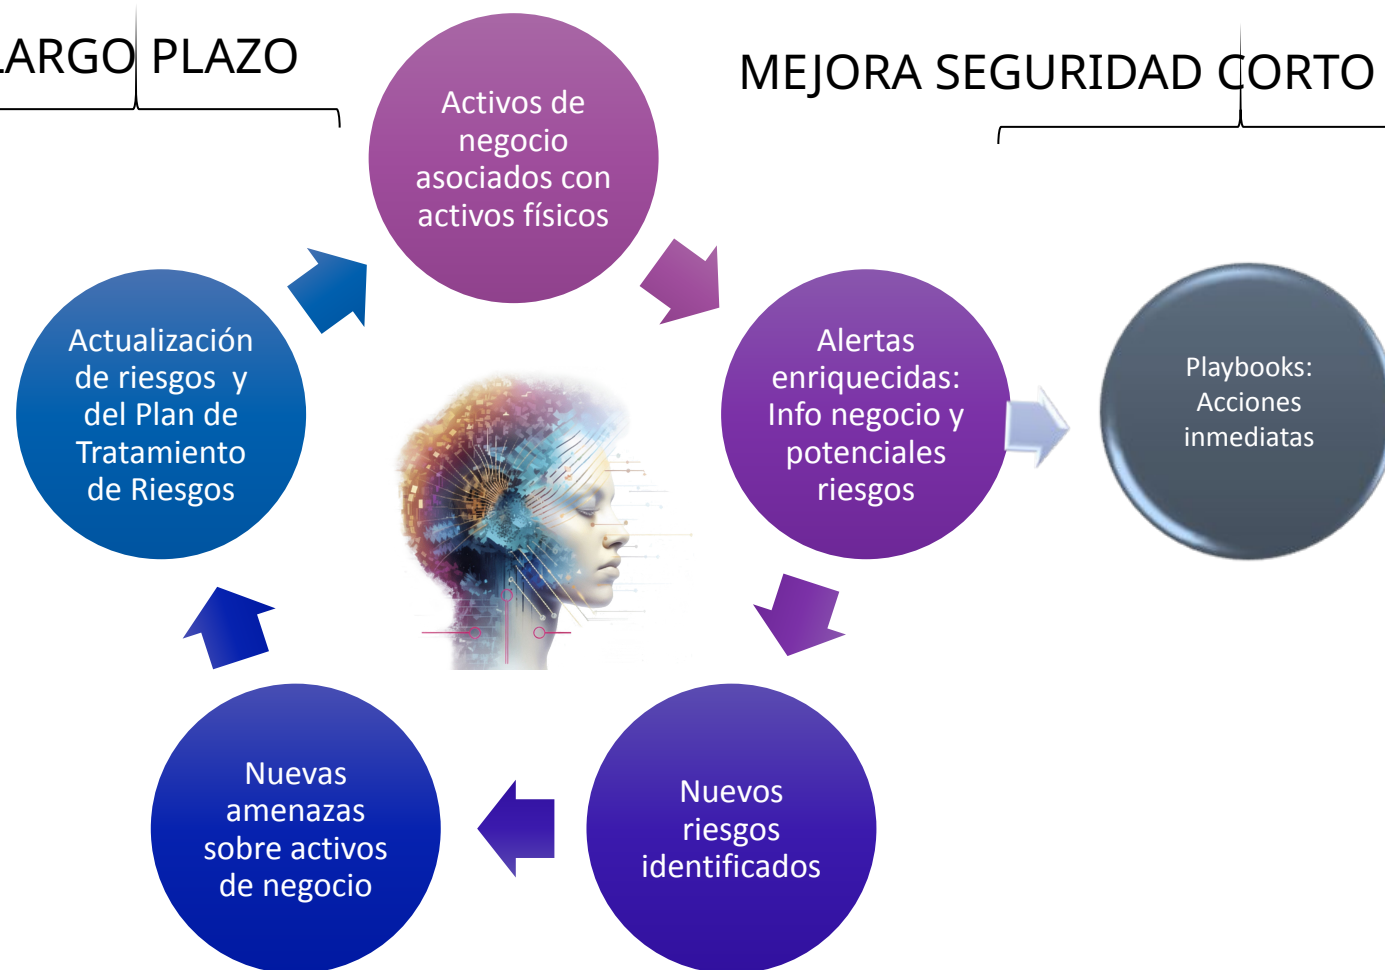 LARGO PLAZO
MEJORA SEGURIDAD CORTO
Activos de
negocio
asociados con
activos físicos
Alertas
enriquecidas:
Info negocio y
potenciales
riesgos
Playbooks:
Acciones
inmediatas
Nuevos
riesgos
identificados
Nuevas
amenazas
sobre activos
de negocio
Actualización
de riesgos y
del Plan de
Tratamiento
de Riesgos